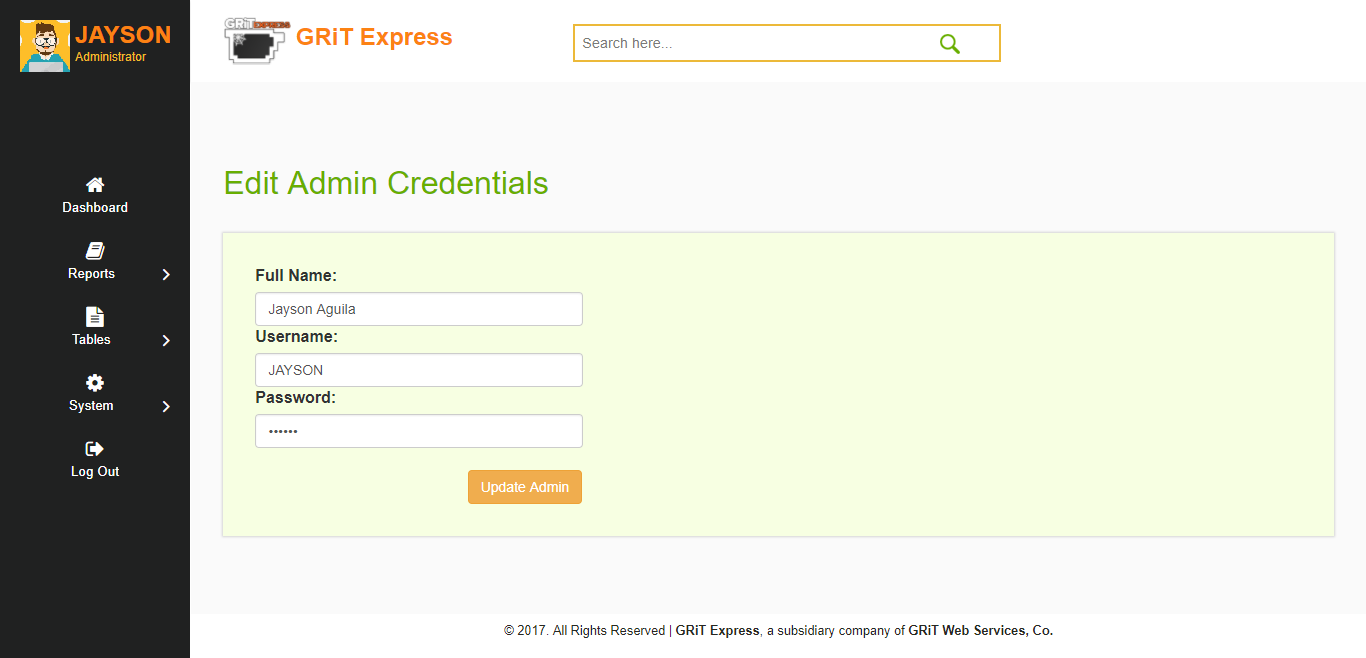 JAYSON
Administrator
GRiT EXPRESS
GRiT Express
Search here...
Dashboard
Reports
Tables
System
Log Out
Edit Admin Credentials
Full Name:
Jayson Aguila
Username:
JAYSON
Password:
••••••
Update Admin
© 2017. All Rights Reserved | GRiT Express, a subsidiary company of GRiT Web Services, Co.